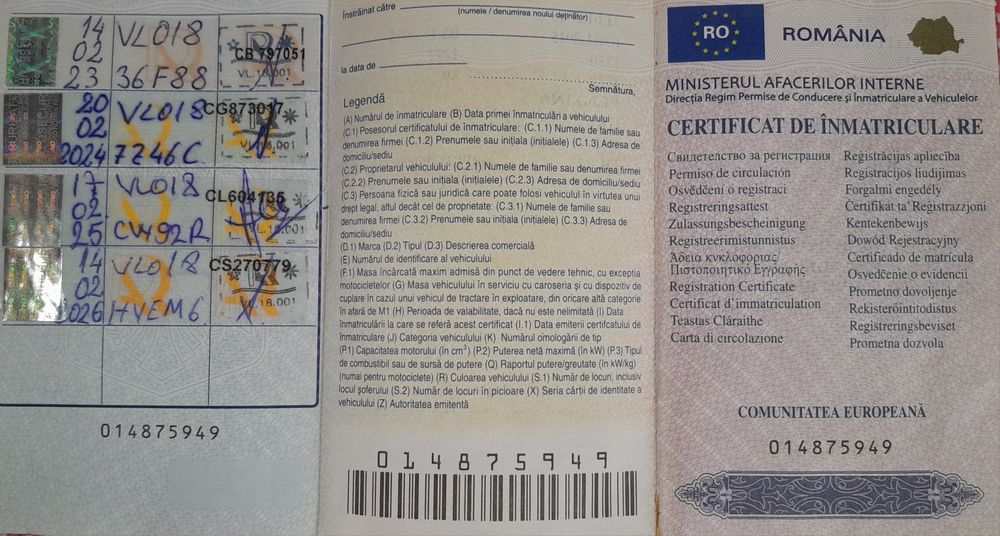 14
02
23
VL018
36F88
CB 797051
VL.18.001
20
02
2024
VL018
7Z46C
CG873017
VL.18.001
17
02
25
VL018
CW92R
CL604135
VL.18.001
14
02
2026
VL018
HVEM6
CS270779
VL.18.001
014875949
Înstrăinat către
(numele / denumirea noului deținător)
la data de
Semnătura,
Legendă
(A) Numărul de înmatriculare (B) Data primei înmatriculări a vehiculului
(C.1) Posesorul certificatului de înmatriculare: (C.1.1) Numele de familie sau
denumirea firmei (C.1.2) Prenumele sau inițiala (inițialele) (C.1.3) Adresa de
domiciliu/sediu
(C.2) Proprietarul vehiculului: (C.2.1) Numele de familie sau denumirea firmei
(C.2.2) Prenumele sau inițiala (inițialele) (C.2.3) Adresa de domiciliu/sediu
(C.3) Persoana fizică sau juridică care poate folosi vehiculul în virtutea unui
drept legal, altul decât cel de proprietate: (C.3.1) Numele de familie sau
denumirea firmei (C.3.2) Prenumele sau inițiala (inițialele) (C.3.3) Adresa de
domiciliu/sediu
(D.1) Marca (D.2) Tipul (D.3) Descrierea comercială
(E) Numărul de identificare al vehiculului
(F.1) Masa încărcată maxim admisă din punct de vedere tehnic, cu excepția
motocicletelor (G) Masa vehiculului în serviciu cu caroseria și cu dispozitiv de
cuplare în cazul unui vehicul de tractare în exploatare, din oricare altă categorie
în afară de M1 (H) Perioada de valabilitate, dacă nu este nelimitată (I) Data
înmatriculării la care se referă acest certificat (I.1) Data emiterii certifcatului de
înmatriculare (J) Categoria vehiculului (K) Numărul omologării de tip
(P.1) Capacitatea motorului (în cm³) (P.2) Puterea netă maximă (în kW) (P.3) Tipul
de combustibil sau de sursă de putere (Q) Raportul putere/greutate (în kW/kg)
(numai pentru motociclete) (R) Culoarea vehiculului (S.1) Număr de locuri, inclusiv
locul șoferului (S.2) Număr de locuri în picioare (X) Seria cărții de identitate a
vehiculului (Z) Autoritatea emitentă
014875949
RO
ROMÂNIA
MINISTERUL AFACERILOR INTERNE
Direcția Regim Permise de Conducere și Înmatriculare a Vehiculelor
CERTIFICAT DE ÎNMATRICULARE
Свидетелство за регистрация
Permiso de circulación
Osvědčení o registraci
Registreringsattest
Zulassungsbescheinigung
Registreerimistunnistus
Άδεια κυκλοφορίας/
Πιστοποιητικό Εγγραφής
Registration Certificate
Certificat d'immatriculation
Teastas Cláraithe
Carta di circolazione
Reģistrācijas apliecība
Registracijos liudijimas
Forgalmi engedély
Ċertifikat ta' Reġistrazzjoni
Kentekenbewijs
Dowód Rejestracyjny
Certificado de matrícula
Osvedčenie o evidencii
Prometno dovoljenje
Rekisteröintitodistus
Registreringsbeviset
Prometna dozvola
COMUNITATEA EUROPEANĂ
014875949